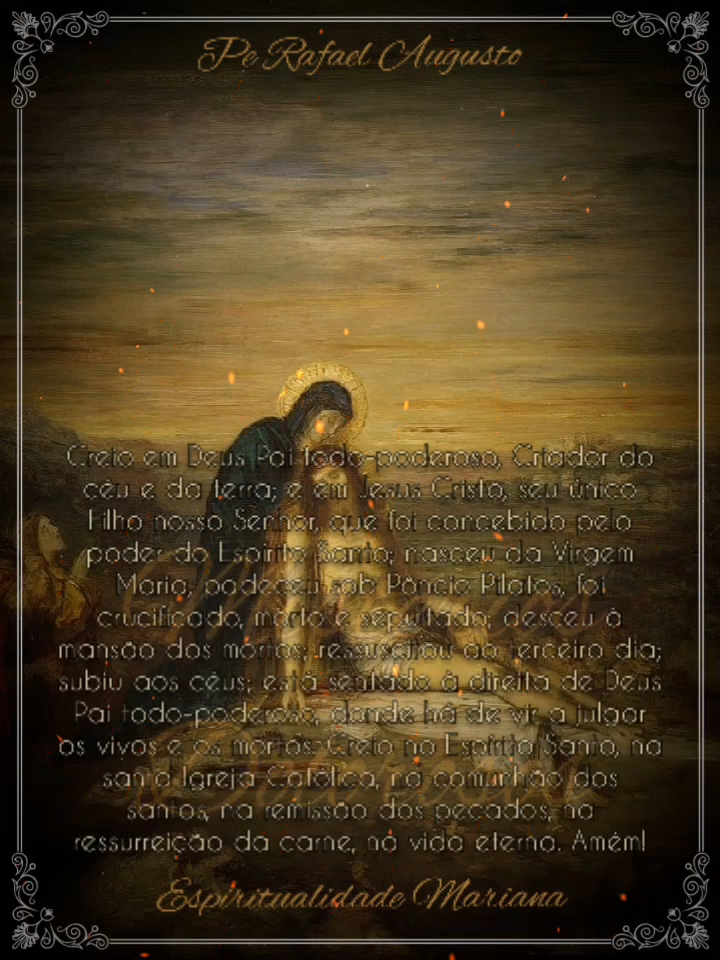 Pe Rafael Augusto
Creio em Deus Pai todo-poderoso, Criador do
céu e da terra; e em Jesus Cristo, seu único
Filho nosso Senhor, que foi concebido pelo
poder do Espírito Santo; nasceu da Virgem
Maria, padeceu sob Pôncio Pilatos, foi
crucificado, morto e sepultado; desceu à
mansão dos mortos; ressuscitou ao terceiro dia;
subiu aos céus; está sentado à direita de Deus
Pai todo-poderoso, donde há de vir a julgar
os vivos e os mortos. Creio no Espírito Santo, na
santa Igreja Católica, na comunhão dos
santos, na remissão dos pecados, na
ressurreição da carne, na vida eterna. Amém!
Espiritualidade Mariana